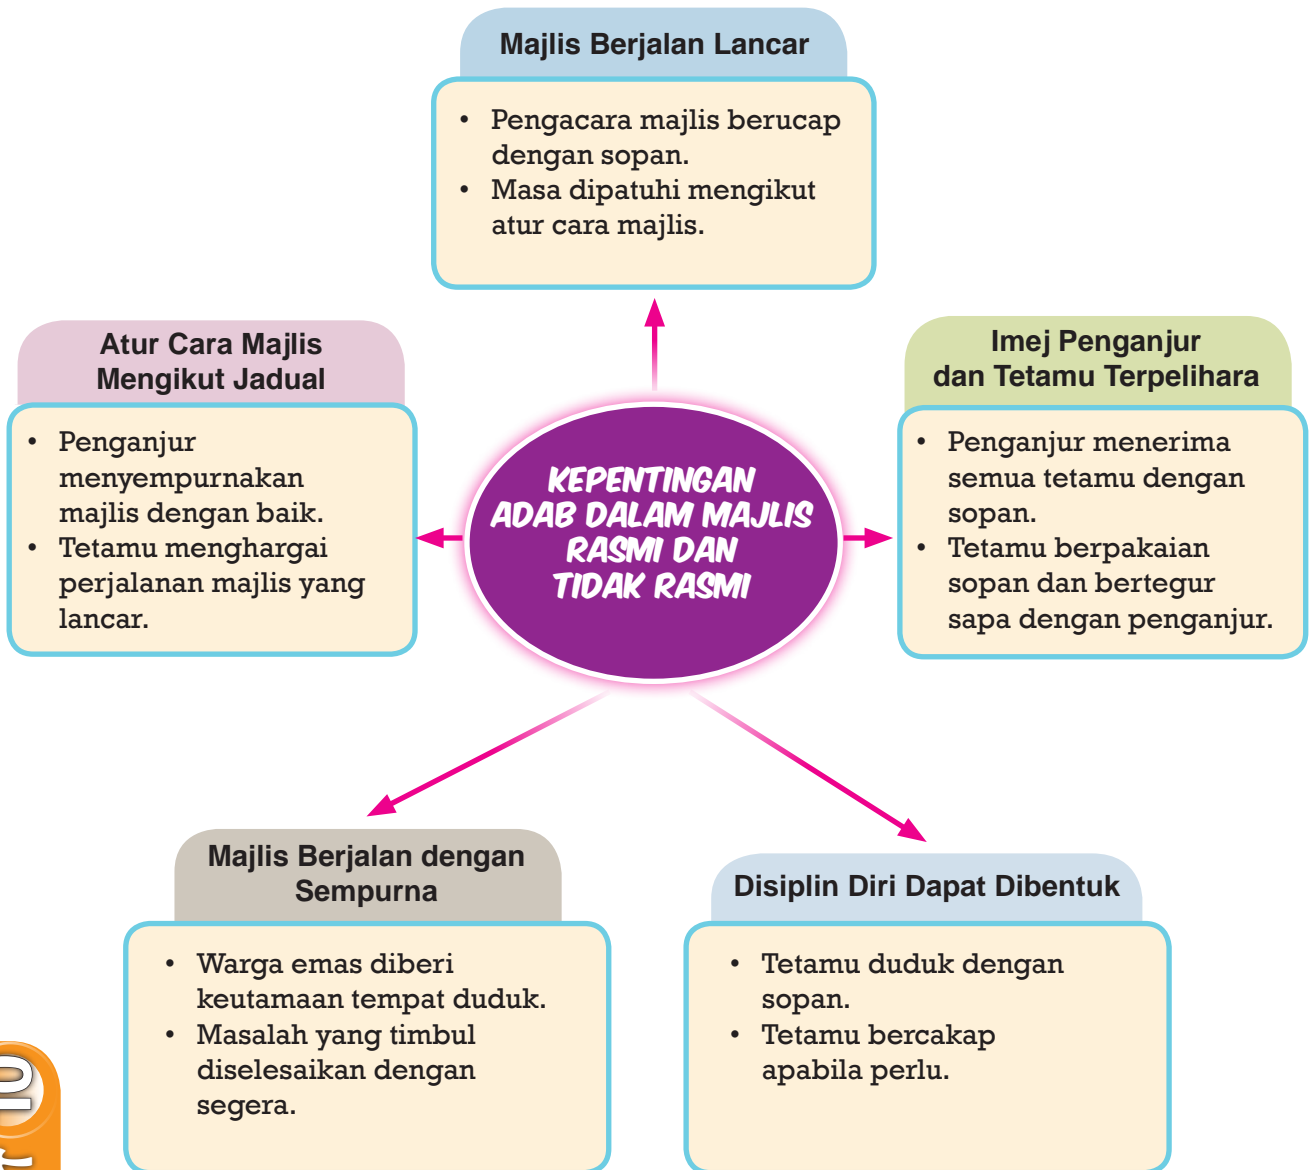 Majlis Berjalan Lancar
• Pengacara majlis berucap
dengan sopan.
• Masa dipatuhi mengikut
atur cara majlis.
Atur Cara Majlis
Mengikut Jadual
• Penganjur
menyempurnakan
majlis dengan baik.
• Tetamu menghargai
perjalanan majlis yang
lancar.
KEPENTINGAN
ADAB DALAM MAJLIS
RASMI DAN
TIDAK RASMI
Imej Penganjur
dan Tetamu Terpelihara
• Penganjur menerima
semua tetamu dengan
sopan.
• Tetamu berpakaian
sopan dan bertegur
sapa dengan penganjur.
Majlis Berjalan dengan
Sempurna
• Warga emas diberi
keutamaan tempat duduk.
• Masalah yang timbul
diselesaikan dengan
segera.
Disiplin Diri Dapat Dibentuk
• Tetamu duduk dengan
sopan.
• Tetamu bercakap
apabila perlu.